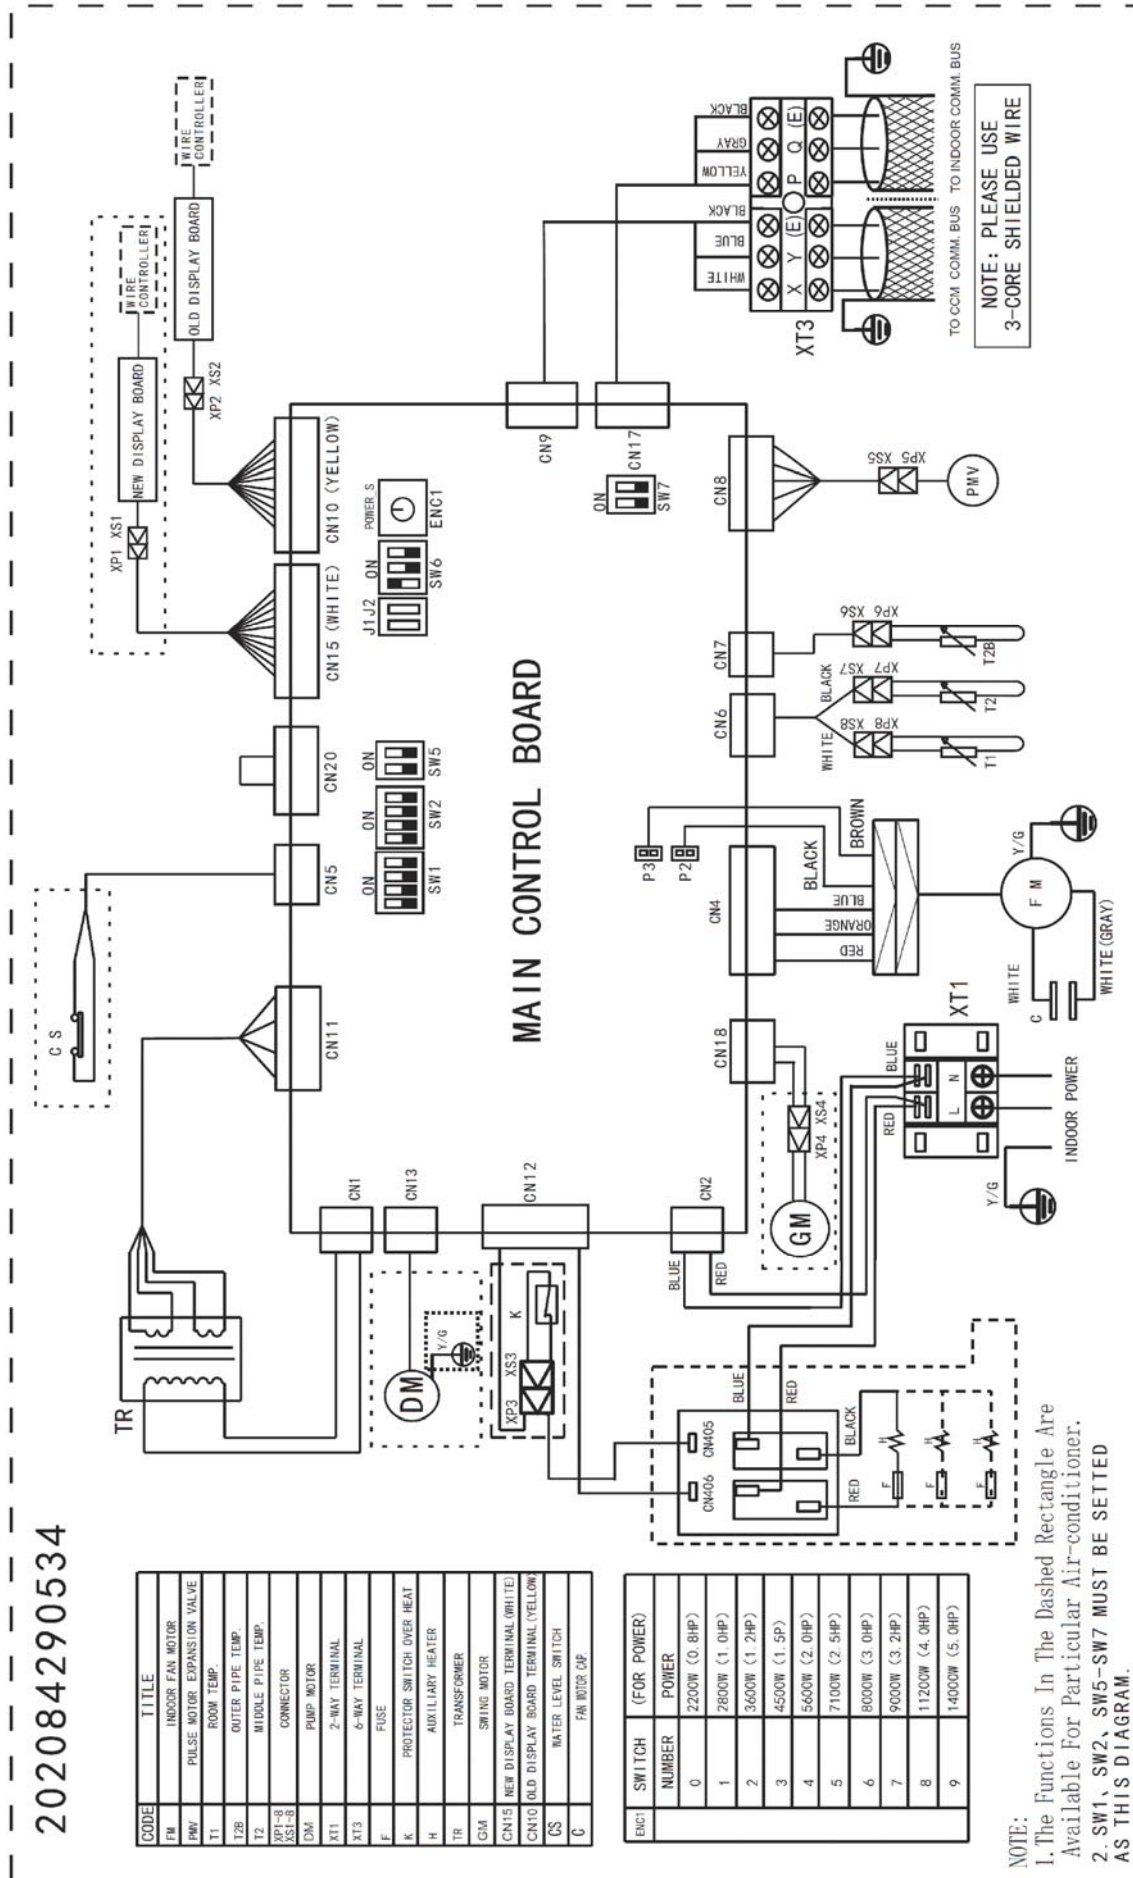 202084290534
CODE TITLE
FM INDOOR FAN MOTOR
PMV PULSE MOTOR EXPANSION VALVE
T1 ROOM TEMP.
T2B OUTER PIPE TEMP.
T2 MIDDLE PIPE TEMP.
XP1-8
XS1-8 CONNECTOR
DM PUMP MOTOR
XT1 2-WAY TERMINAL
XT3 6-WAY TERMINAL
F FUSE
K PROTECTOR SWITCH OVER HEAT
H AUXILIARY HEATER
TR TRANSFORMER
GM SWING MOTOR
CN15 NEW DISPLAY BOARD TERMINAL(WHITE)
CN10 OLD DISPLAY BOARD TERMINAL(YELLOW)
CS WATER LEVEL SWITCH
C FAN MOTOR CAP.
ENC1 SWITCH (FOR POWER)
NUMBER POWER
0 2200W (0.8HP)
1 2800W (1.0HP)
2 3600W (1.2HP)
3 4500W (1.5P)
4 5600W (2.0HP)
5 7100W (2.5HP)
6 8000W (3.0HP)
7 9000W (3.2HP)
8 11200W (4.0HP)
9 14000W (5.0HP)
NOTE:
1. The Functions In The Dashed Rectangle Are
Available For Particular Air-conditioner.
2. SW1、SW2、SW5-SW7 MUST BE SETTED
AS THIS DIAGRAM.
TR
C S
XP1 XS1
NEW DISPLAY BOARD
WIRE
CONTROLLER
XP2 XS2
OLD DISPLAY BOARD
WIRE
CONTROLLER
CN11
CN5
CN20
CN15 (WHITE)
CN10 (YELLOW)
ON
SW1
ON
SW2
ON
SW5
J1J2
ON
SW6
POWER_S
ENC1
MAIN CONTROL BOARD
CN1
CN13
DM
Y/G
CN12
XP3 XS3
K
CN2
BLUE
RED
CN406
CN405
BLUE
RED
BLACK
RED
F H
F H
F H
GM
XP4 XS4
CN18
CN4
P3
P2
BLACK
BROWN
RED
ORANGE
BLUE
F M
Y/G
WHITE
C
WHITE(GRAY)
XT1
RED
BLUE
L N
Y/G
INDOOR POWER
CN6
CN7
WHITE
BLACK
XS8 XP8
XS7 XP7
XS6 XP6
T1
T2
T2B
CN8
XS5 XP5
PMV
CN9
CN17
ON
SW7
WHITE
BLUE
BLACK
YELLOW
GRAY
BLACK
X Y (E) P Q (E)
XT3
TO CCM COMM. BUS TO INDOOR COMM. BUS
NOTE: PLEASE USE
3-CORE SHIELDED WIRE